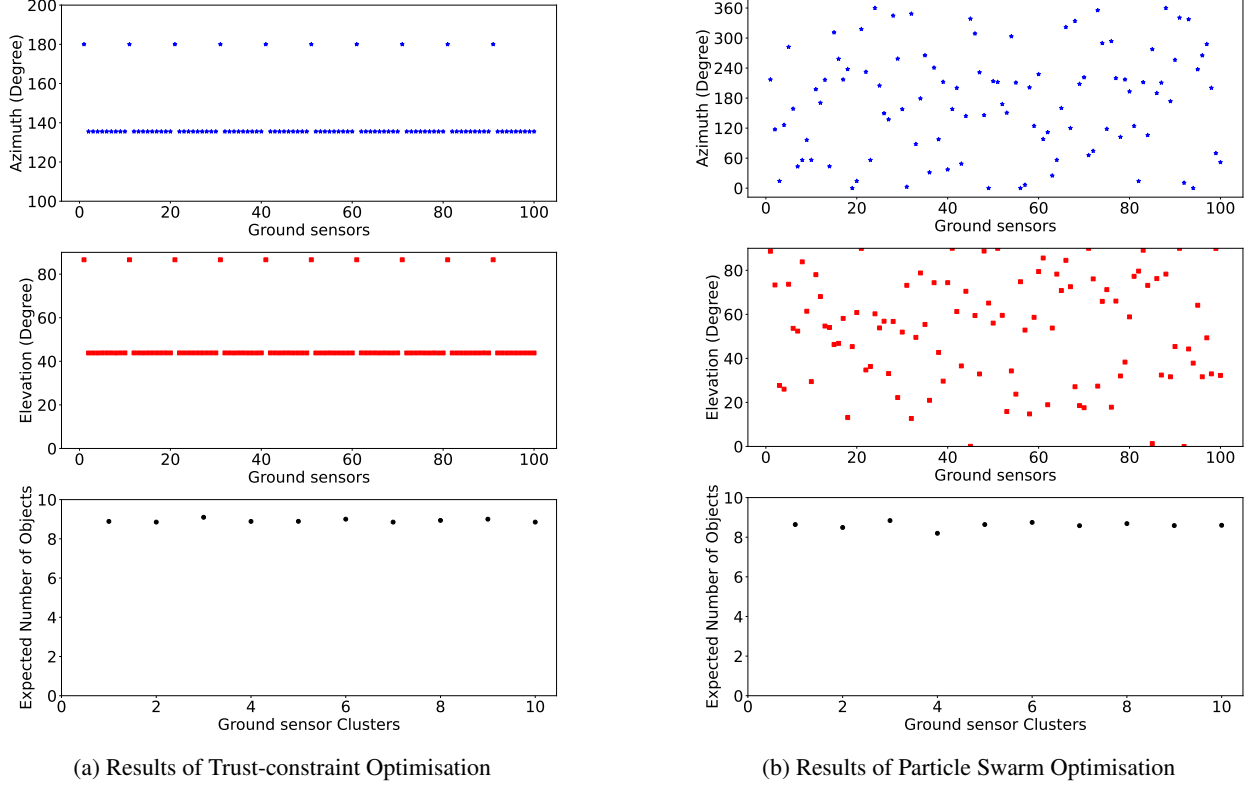 200
180
160
140
120
100
Azimuth (Degree)
0 20 40 60 80 100
Ground sensors
80
60
40
20
0
Elevation (Degree)
0 20 40 60 80 100
Ground sensors
10
8
6
4
2
0
Expected Number of Objects
0 2 4 6 8 10
Ground sensor Clusters
(a) Results of Trust-constraint Optimisation
360
300
240
180
120
60
0
Azimuth (Degree)
0 20 40 60 80 100
Ground sensors
80
60
40
20
0
Elevation (Degree)
0 20 40 60 80 100
Ground sensors
10
8
6
4
2
0
Expected Number of Objects
0 2 4 6 8 10
Ground sensor Clusters
(b) Results of Particle Swarm Optimisation